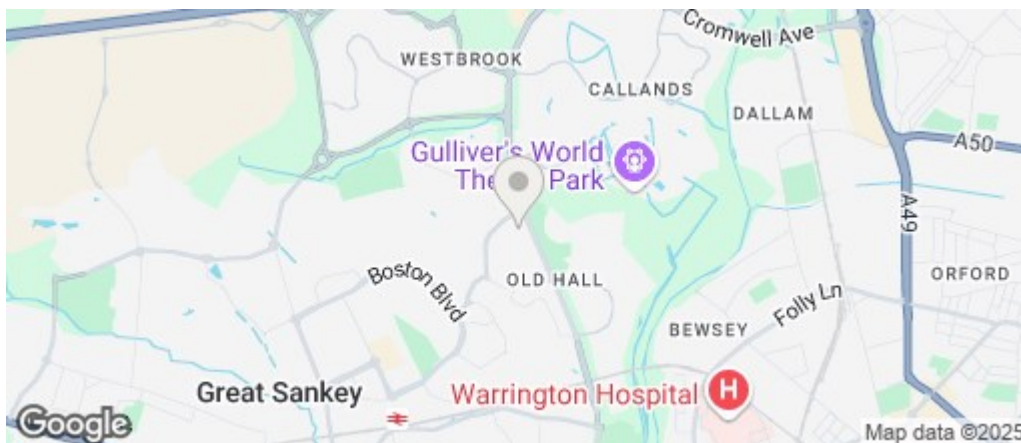 Cromwell Ave
WESTBROOK
CALLANDS
DALLAM
A50
Gulliver's World
Park
A49
Boston Blvd
OLD HALL
ORFORD
Folly Ln
BEWSEY
Great Sankey
Warrington Hospital
H
Google
Map data ©2025